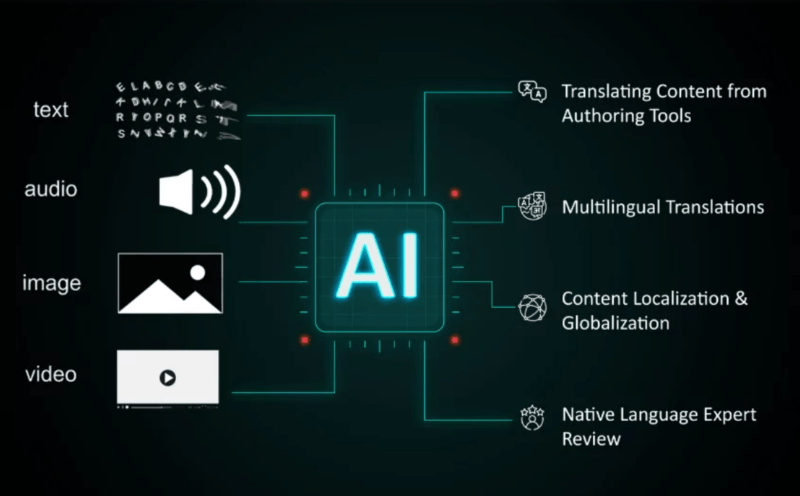 text
E L A B C D E
R Y O P Q R S
audio
image
video
AI
Translating Content from
Authoring Tools
Multilingual Translations
Content Localization &
Globalization
Native Language Expert
Review